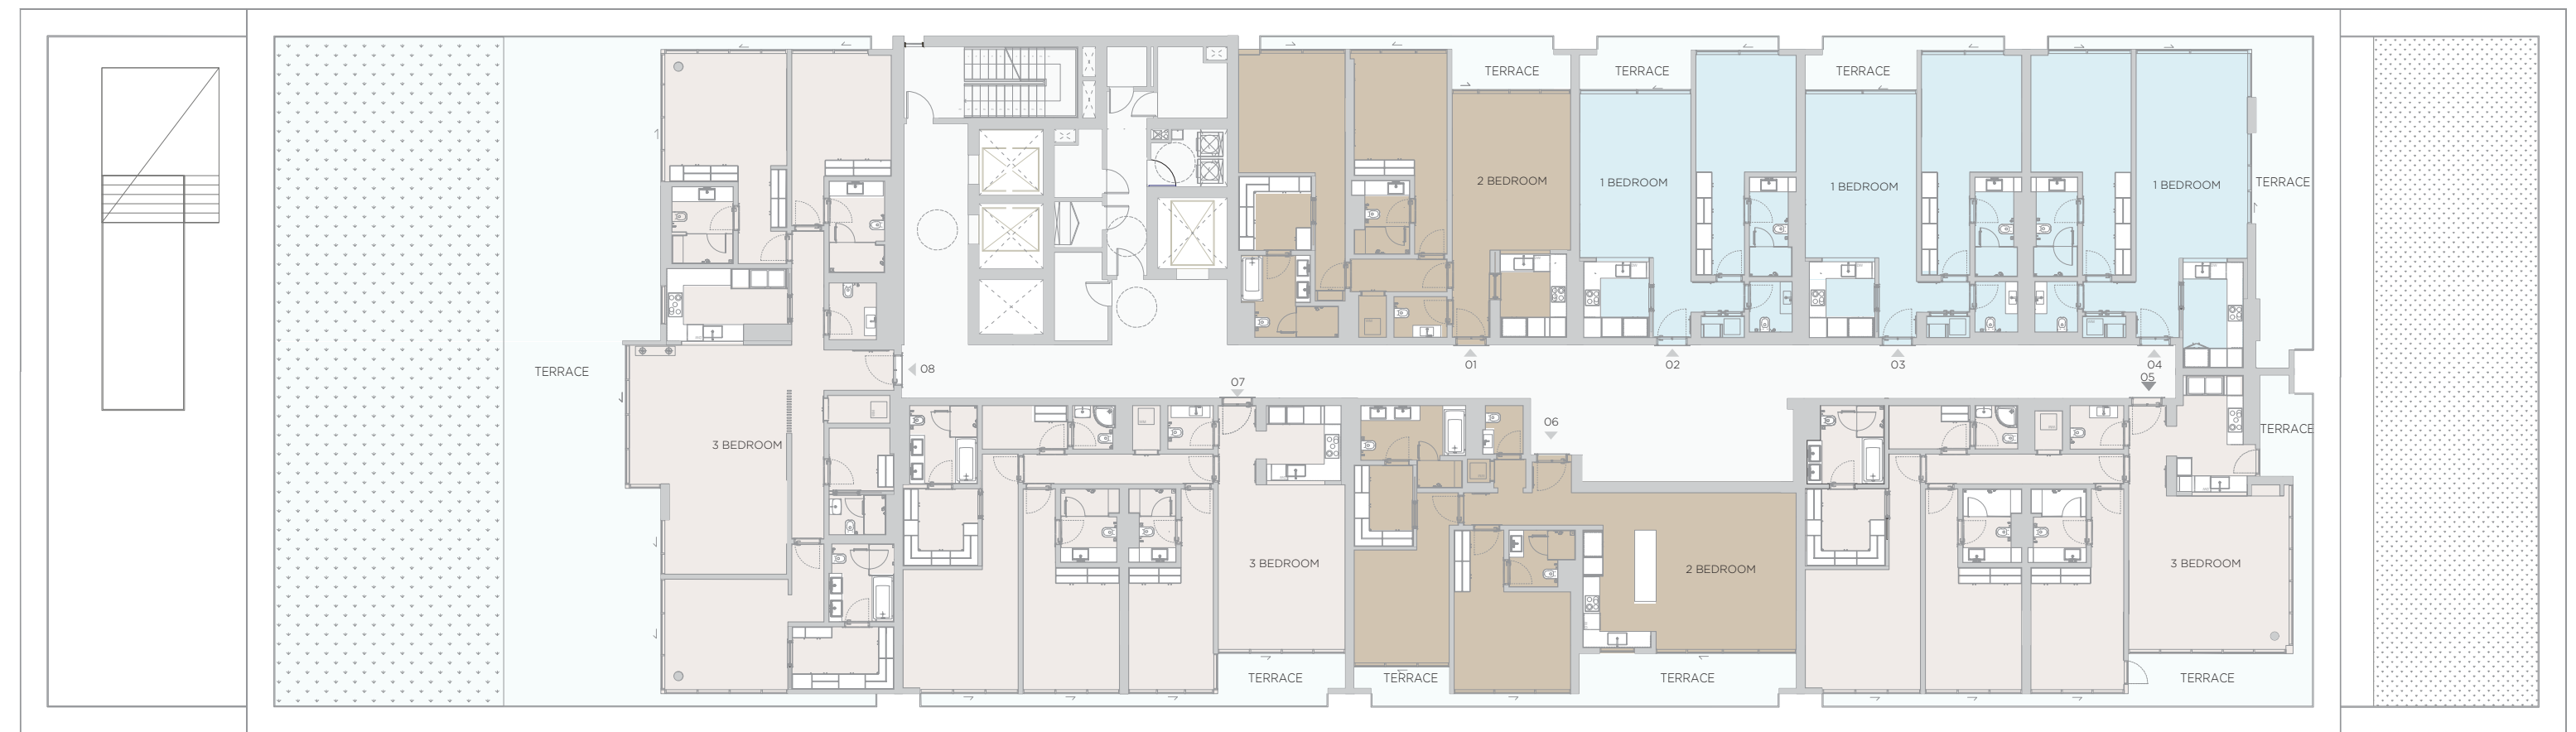 TERRACE
TERRACE
TERRACE
2 BEDROOM
1 BEDROOM
1 BEDROOM
1 BEDROOM
TERRACE
01
02
03
04
05
TERRACE
08
07
06
3 BEDROOM
TERRACE
3 BEDROOM
2 BEDROOM
3 BEDROOM
TERRACE
TERRACE
TERRACE
TERRACE